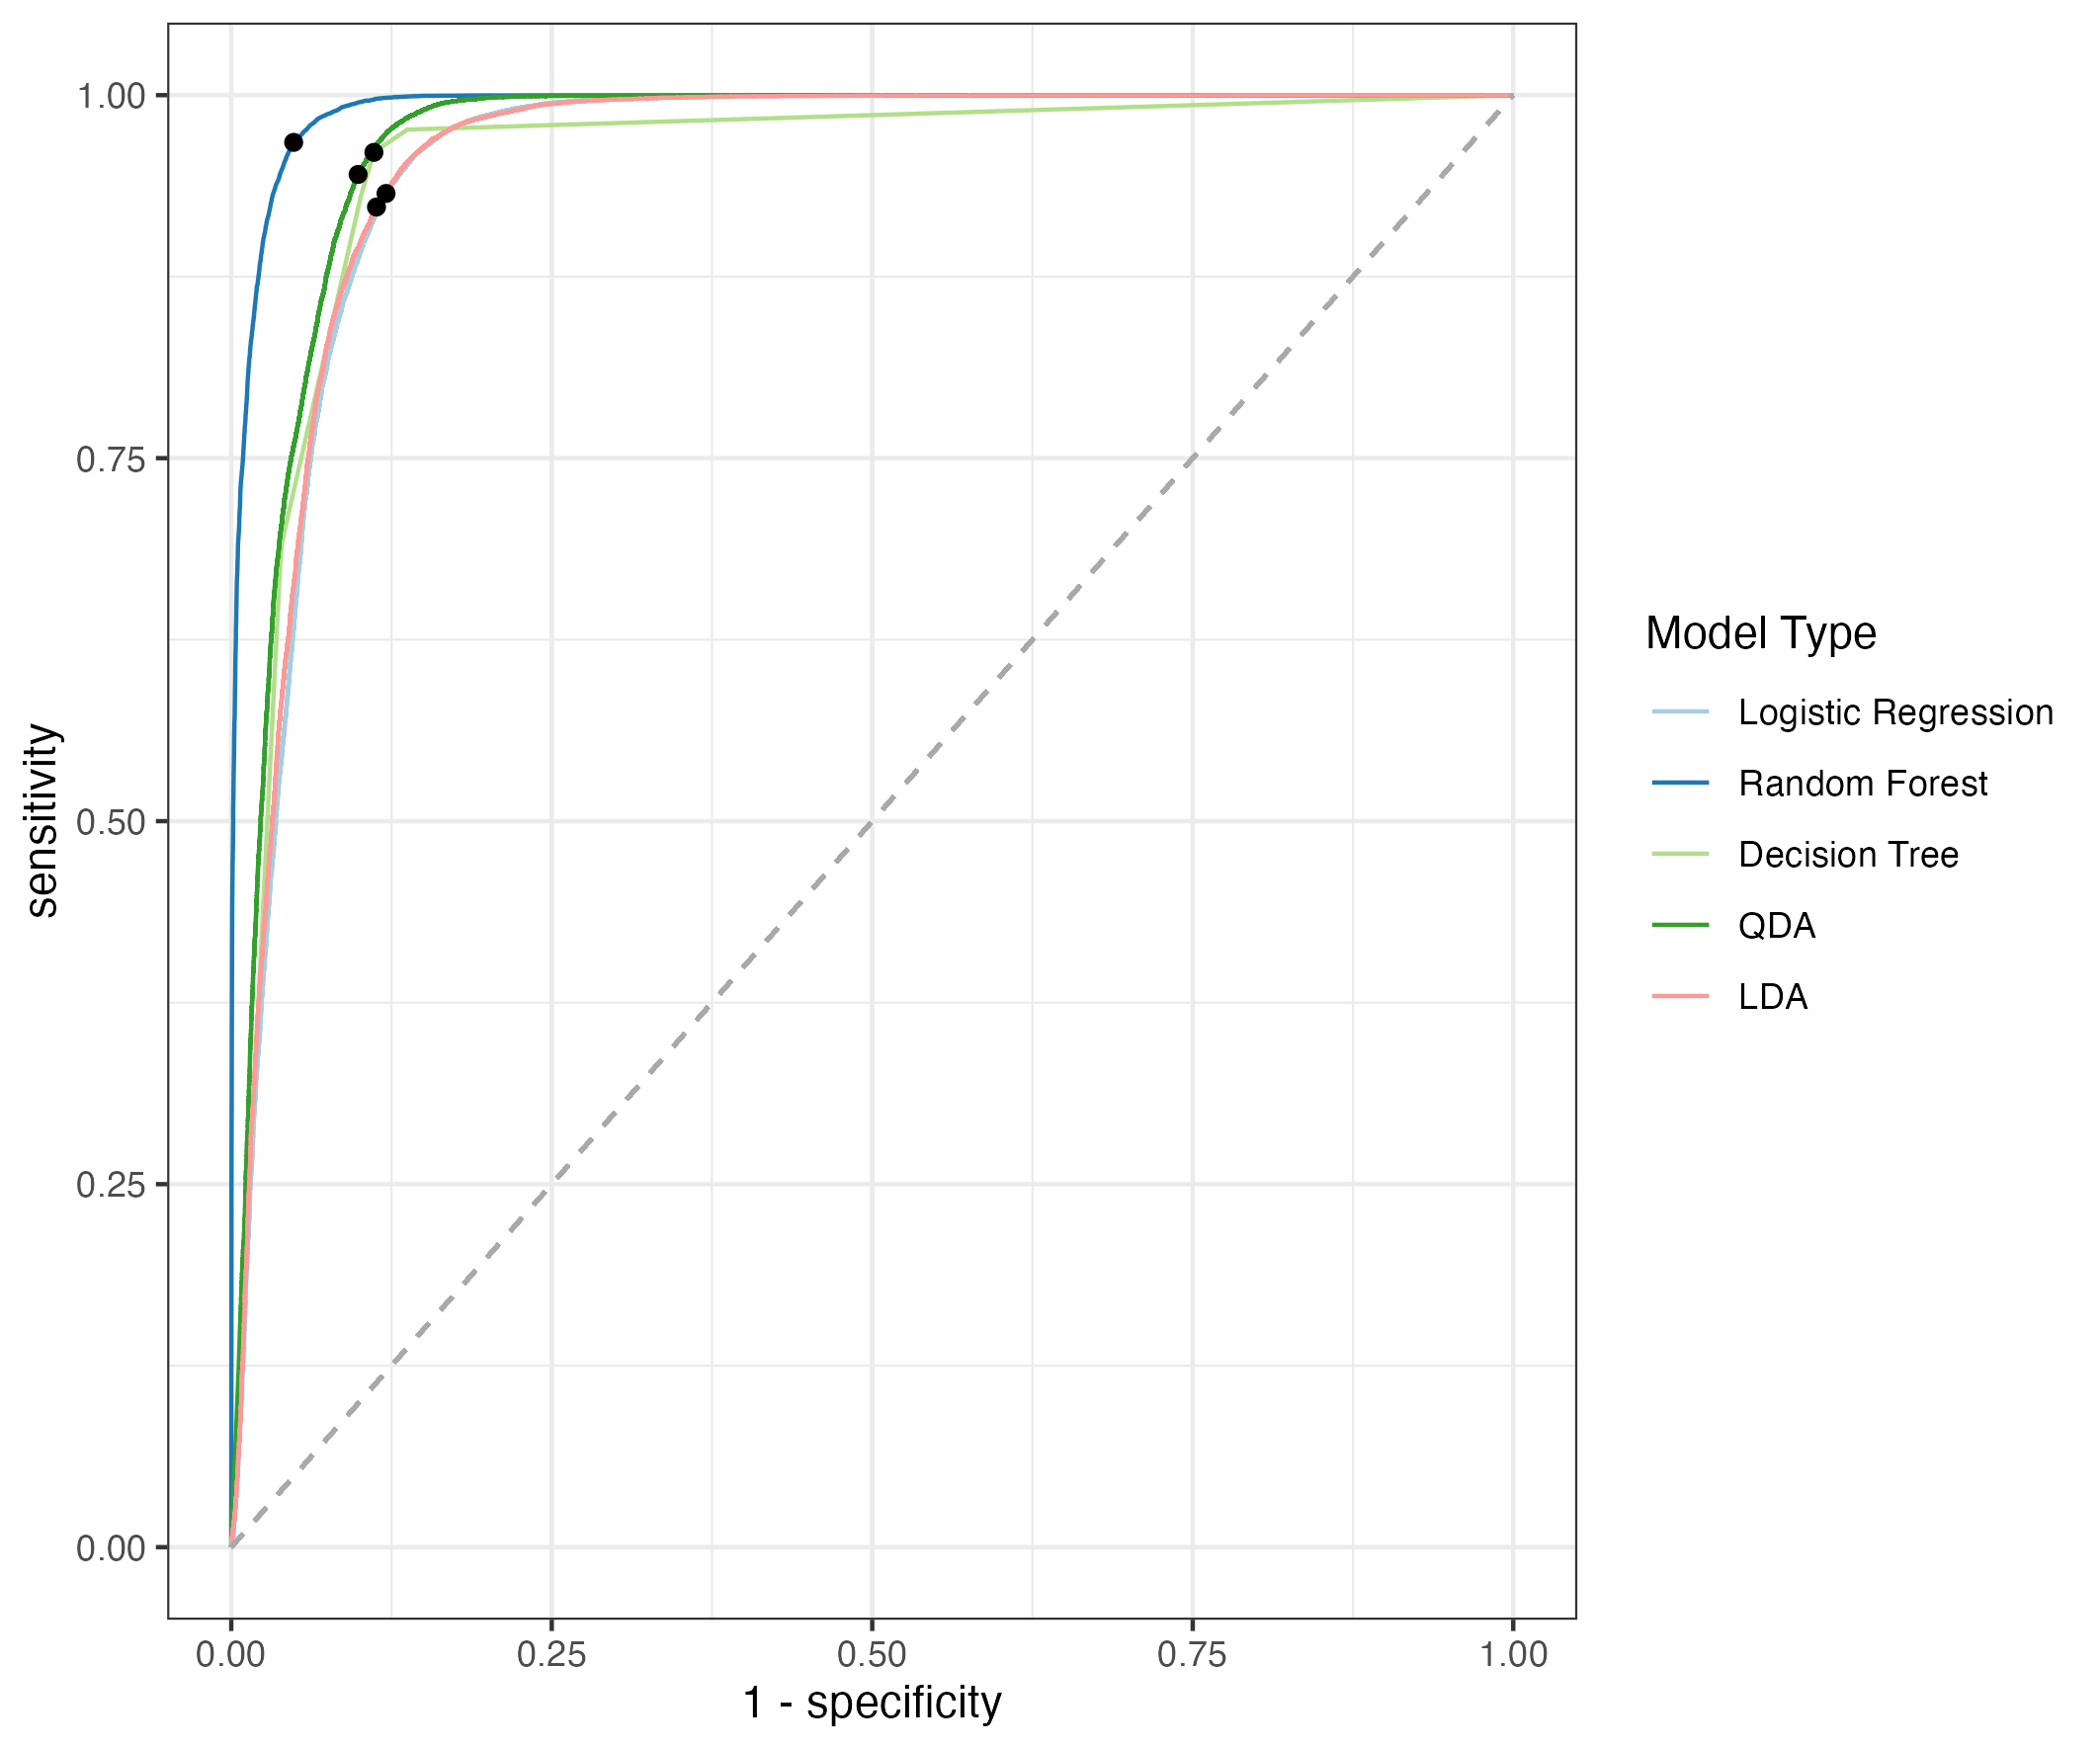 1.00
0.75
0.50
0.25
0.00
sensitivity
0.00 0.25 0.50 0.75 1.00
1 - specificity
Model Type
Logistic Regression
Random Forest
Decision Tree
QDA
LDA